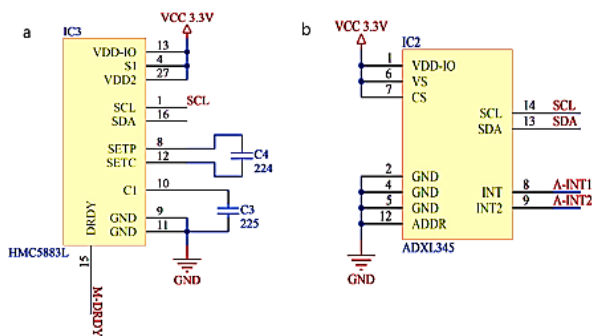 a
VCC 3.3V
IC3
VDD-IO 13
S1 4
VDD2 27
SCL 1 SCL
SDA 16
SETP 8
SETC 12
C4
224
C1 10
C3
225
DRDY
GND 9
GND 11
HMC5883L
15
M-DRDY
GND
b
VCC 3.3V
IC2
1 VDD-IO
6 VS
7 CS
SCL 14 SCL
SDA 13 SDA
2 GND
4 GND
5 GND
12 ADDR
INT 8 A-INT1
INT2 9 A-INT2
ADXL345
GND